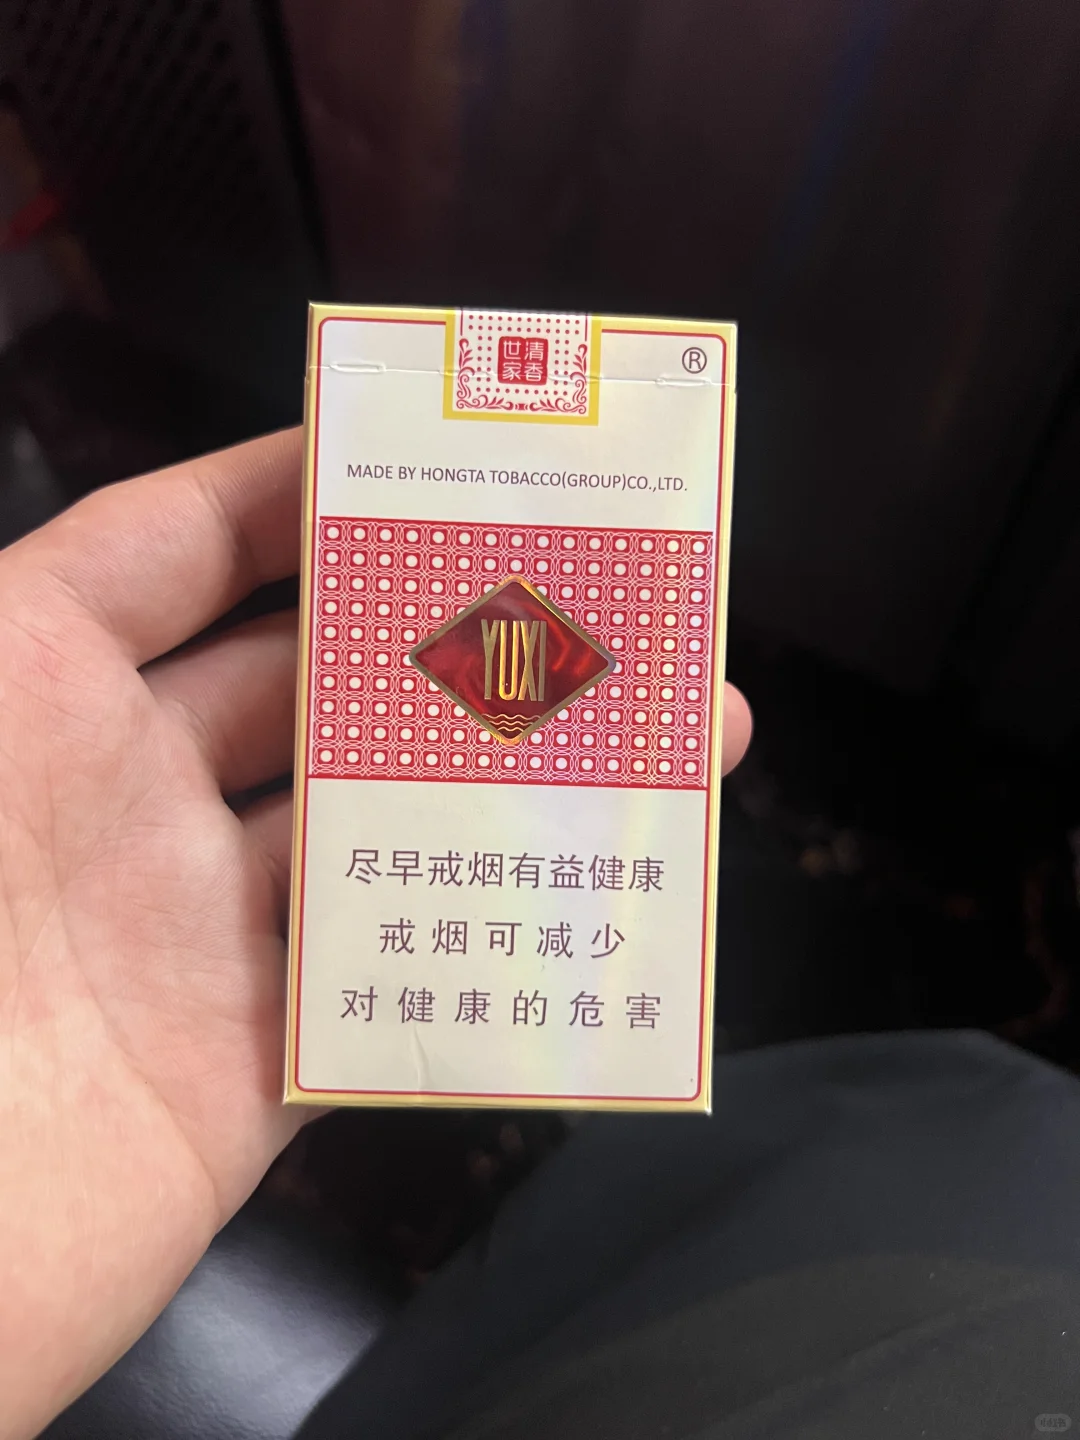 清香
世家
®
MADE BY HONGTA TOBACCO(GROUP)CO.,LTD.
YUXI
尽早戒烟有益健康
戒烟可减少
对健康的危害